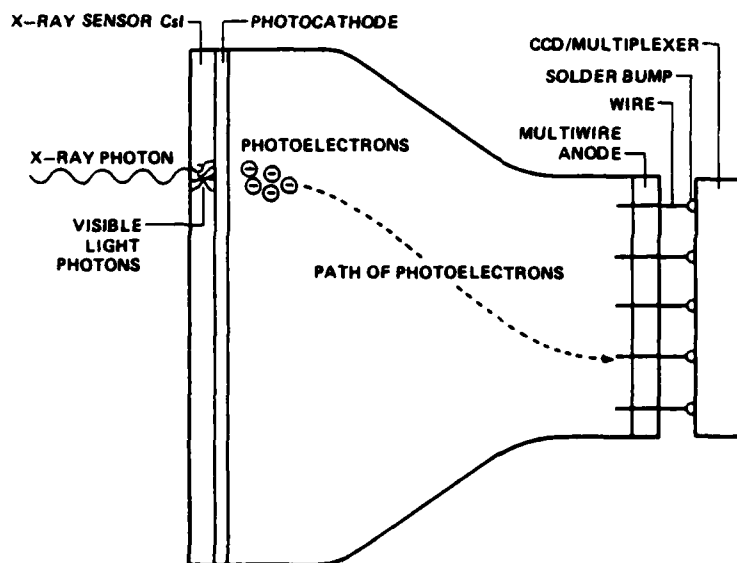 X-RAY SENSOR CsI
PHOTOCATHODE
CCD/MULTIPLEXER
SOLDER BUMP
WIRE
MULTIWIRE
ANODE
PHOTOELECTRONS
X-RAY PHOTON
VISIBLE
LIGHT
PHOTONS
PATH OF PHOTOELECTRONS